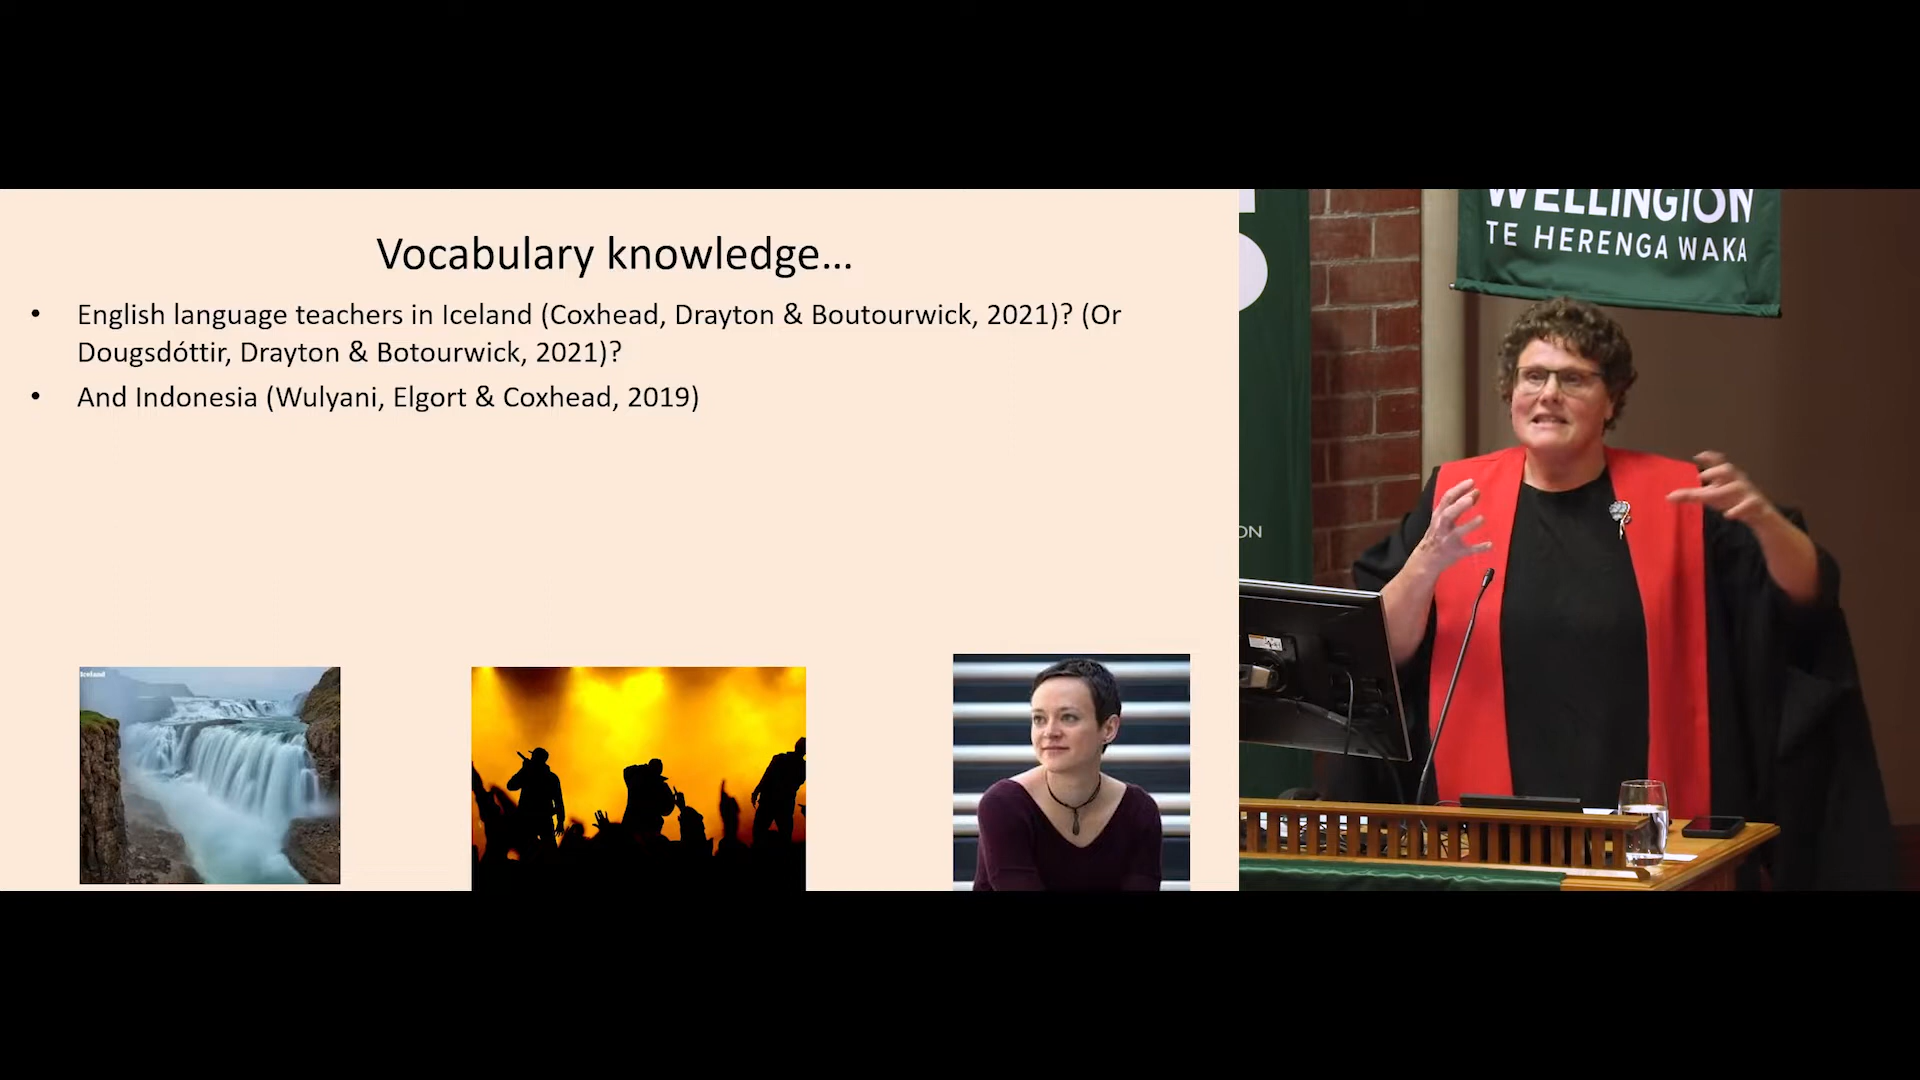 Vocabulary knowledge...
• English language teachers in Iceland (Coxhead, Drayton & Boutourwick, 2021)? (Or
Dougsdóttir, Drayton & Botourwick, 2021)?
• And Indonesia (Wulyani, Elgort & Coxhead, 2019)
Iceland
WELLINGTON
TE HERENGA WAKA
ON